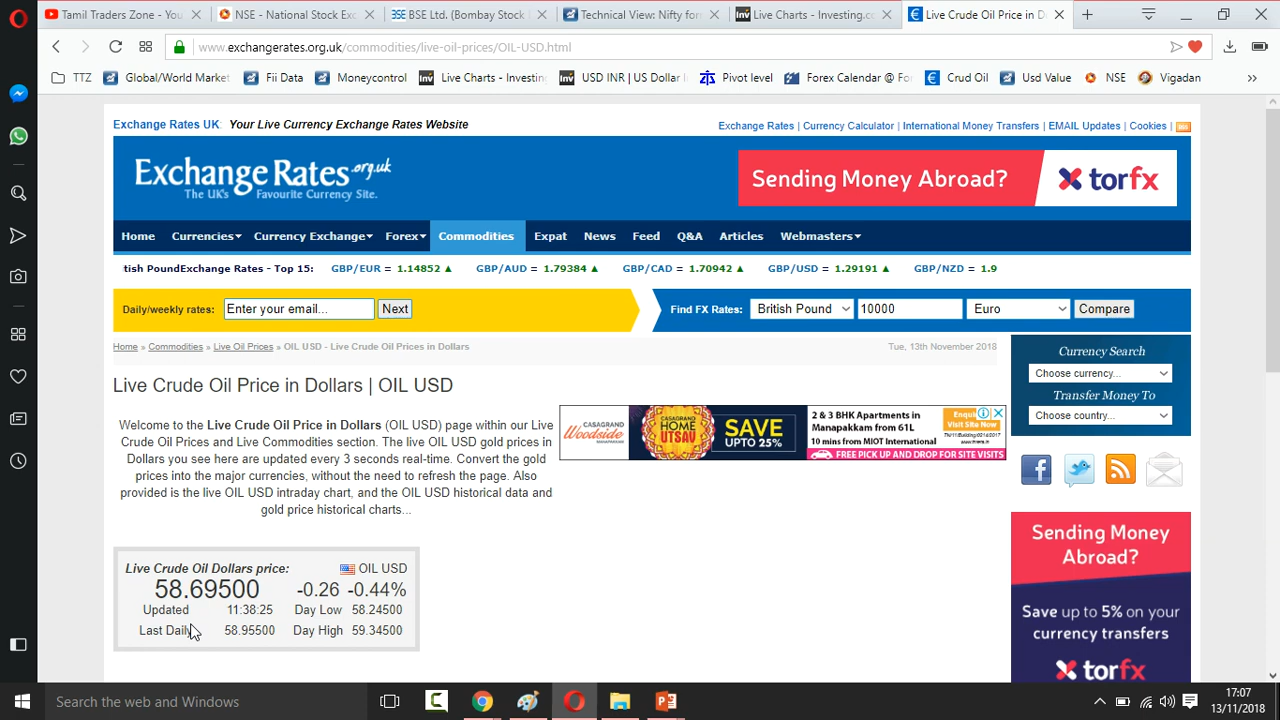 Tamil Traders Zone - You
NSE - National Stock Exc
BSE Ltd. (Bombay Stock
Technical View: Nifty for
Live Charts - Investing.co
Live Crude Oil Price in D
www.exchangerates.org.uk/commodities/live-oil-prices/OIL-USD.html
TTZ
Global/World Market
Fii Data
Moneycontrol
Live Charts - Investing
USD INR | US Dollar
Pivot level
Forex Calendar @ Fo
Crud Oil
Usd Value
NSE
Vigadan
Exchange Rates UK: Your Live Currency Exchange Rates Website
Exchange Rates | Currency Calculator | International Money Transfers | EMAIL Updates | Cookies |
Exchange Rates.org.uk
The UK's Favourite Currency Site.
Sending Money Abroad? torfx
Home Currencies Currency Exchange Forex Commodities Expat News Feed Q&A Articles Webmasters
tish PoundExchange Rates - Top 15: GBP/EUR = 1.14852 ▲ GBP/AUD = 1.79384 ▲ GBP/CAD = 1.70942 ▲ GBP/USD = 1.29191 ▲ GBP/NZD = 1.9
Daily/weekly rates: Enter your email... Next
Find FX Rates: British Pound 10000 Euro Compare
Home » Commodities » Live Oil Prices » OIL USD - Live Crude Oil Prices in Dollars
Tue, 13th November 2018
Currency Search
Choose currency...
Transfer Money To
Choose country...
Live Crude Oil Price in Dollars | OIL USD
Welcome to the Live Crude Oil Price in Dollars (OIL USD) page within our Live
Crude Oil Prices and Live Commodities section. The live OIL USD gold prices in
Dollars you see here are updated every 3 seconds real-time. Convert the gold
prices into the major currencies, without the need to refresh the page. Also
provided is the live OIL USD intraday chart, and the OIL USD historical data and
gold price historical charts...
CASAGRAND
Woodside
CASAGRAND
HOME
UTSAV
SAVE
UPTO 25%
2 & 3 BHK Apartments in
Manapakkam from 61L
10 mins from MIOT International
FREE PICK UP AND DROP FOR SITE VISITS
Visit Site Now
Live Crude Oil Dollars price: OIL USD
58.69500 -0.26 -0.44%
Updated 11:38:25 Day Low 58.24500
Last Daily 58.95500 Day High 59.34500
Sending Money
Abroad?
Save up to 5% on your
currency transfers
torfx
Search the web and Windows
17:07
13/11/2018